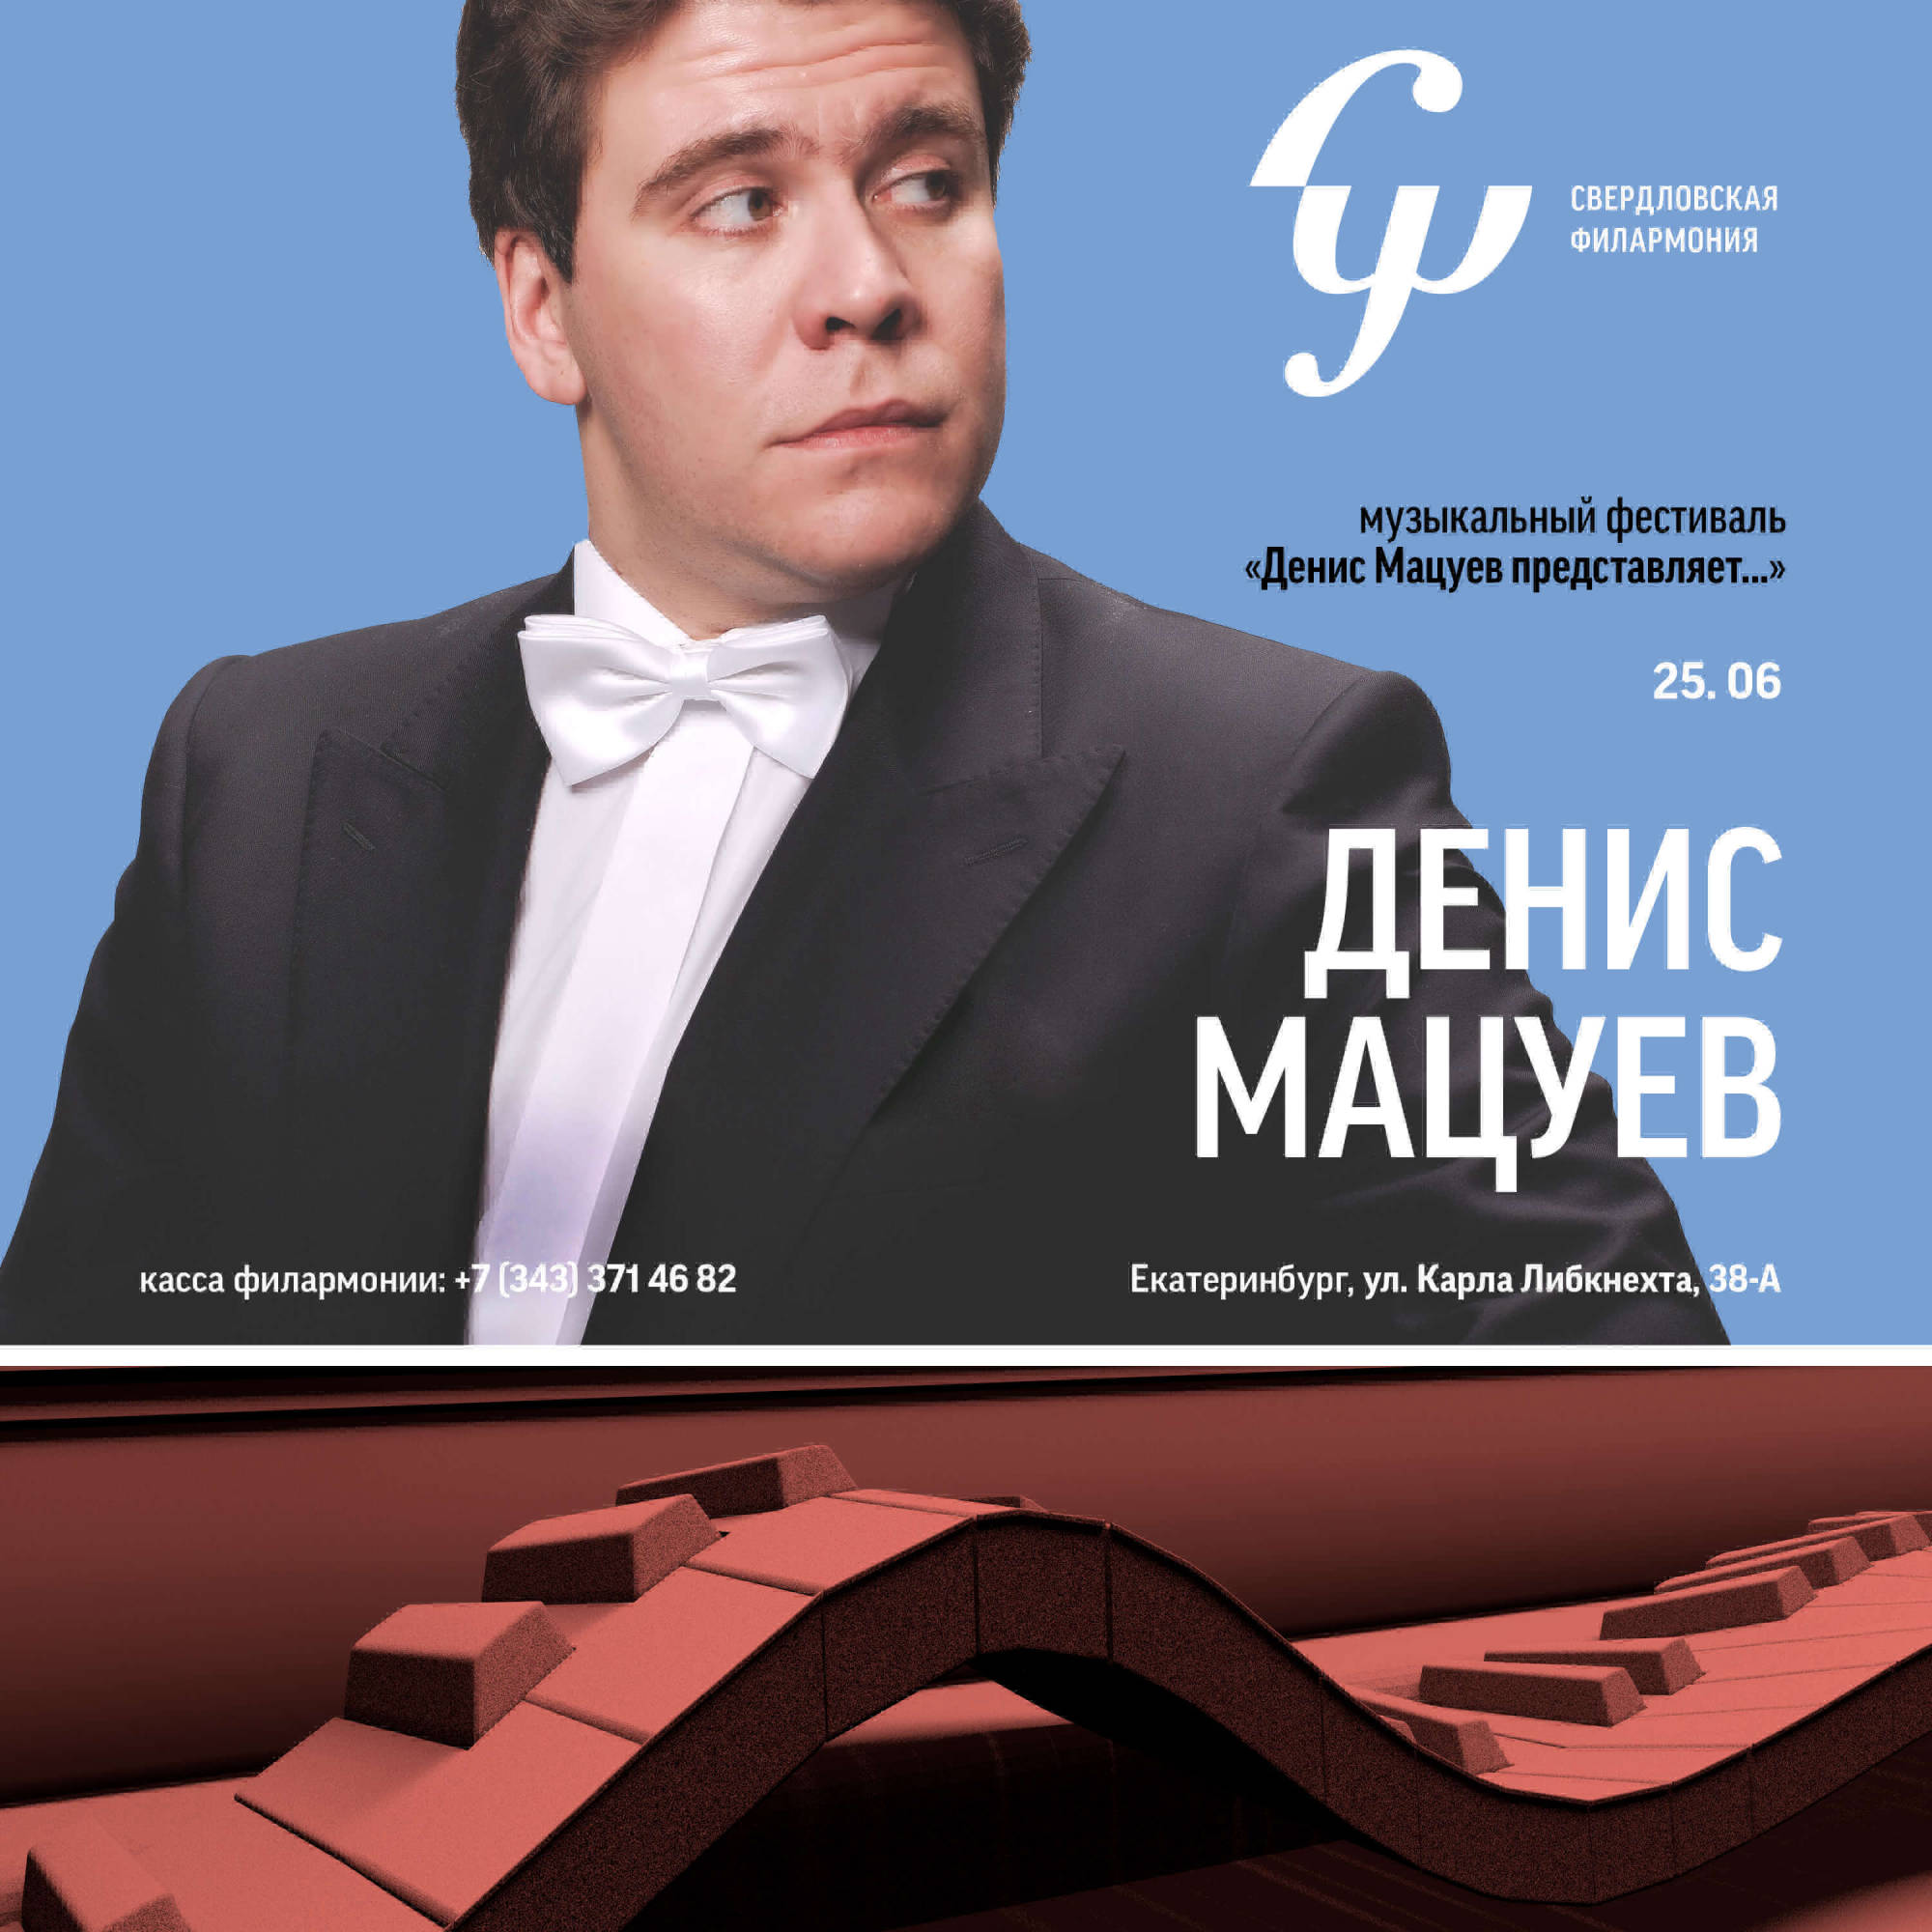 СВЕРДЛОВСКАЯ
ФИЛАРМОНИЯ
музыкальный фестиваль
«Денис Мацуев представляет...»
25. 06
ДЕНИС
МАЦУЕВ
касса филармонии: +7 (343) 371 46 82
Екатеринбург, ул. Карла Либкнехта, 38-А